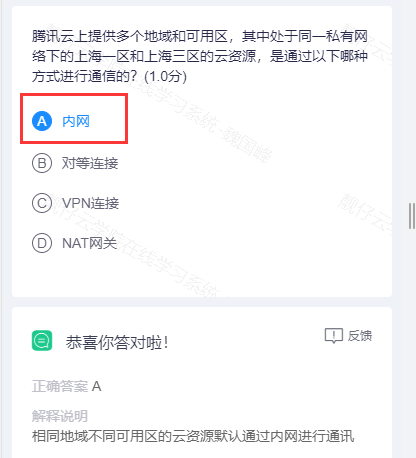 腾讯云上提供多个地域和可用区，其中处于同一私有网
络下的上海一区和上海三区的云资源，是通过以下哪种
方式进行通信的？(1.0分)
A 内网
B 对等连接
C VPN连接
D NAT网关
恭喜你答对啦！
反馈
正确答案 A
解释说明
相同地域不同可用区的云资源默认通过内网进行通讯